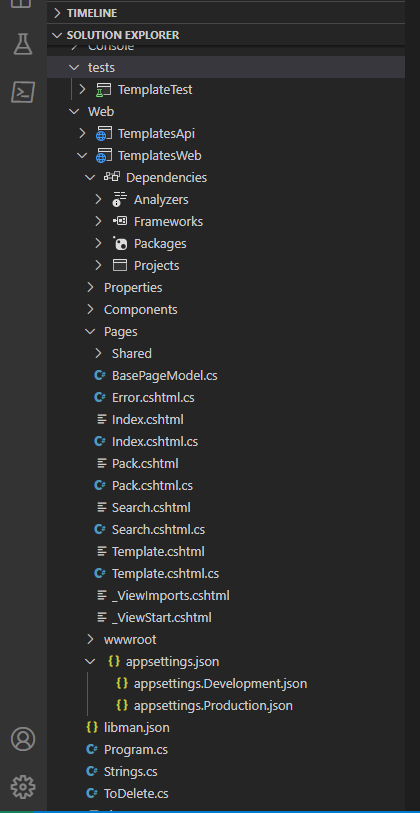 TIMELINE
SOLUTION EXPLORER
Console
tests
TemplateTest
Web
TemplatesApi
TemplatesWeb
Dependencies
Analyzers
Frameworks
Packages
Projects
Properties
Components
Pages
Shared
C# BasePageModel.cs
C# Error.cshtml.cs
Index.cshtml
C# Index.cshtml.cs
Pack.cshtml
C# Pack.cshtml.cs
Search.cshtml
C# Search.cshtml.cs
Template.cshtml
C# Template.cshtml.cs
_ViewImports.cshtml
_ViewStart.cshtml
wwwroot
{} appsettings.json
{} appsettings.Development.json
{} appsettings.Production.json
{} libman.json
C# Program.cs
C# Strings.cs
C# ToDelete.cs